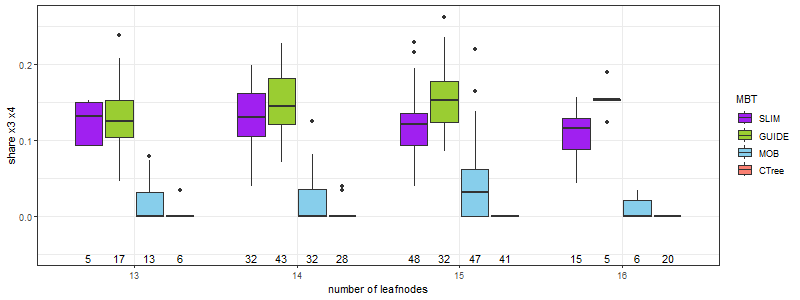 share x3 x4
0.2
0.1
0.0
5 17 13 6 32 43 32 28 48 32 47 41 15 5 6 20
13 14 15 16
number of leafnodes
MBT
SLIM
GUIDE
MOB
CTree